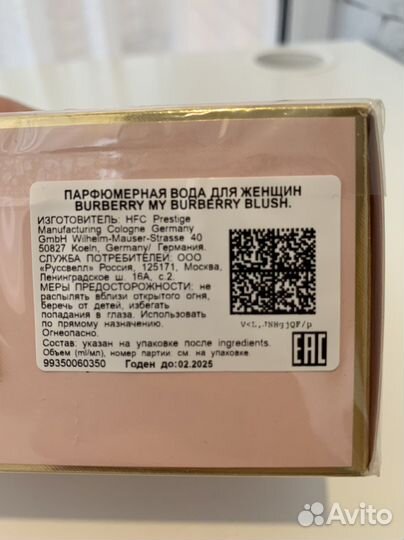 ПАРФЮМЕРНАЯ ВОДА ДЛЯ ЖЕНЩИН
BURBERRY MY BURBERRY BLUSH.
ИЗГОТОВИТЕЛЬ: HFC Prestige
Manufacturing Cologne Germany
GmbH Wilhelm-Mauser-Strasse 40
50827 Koeln, Germany/ Германия.
СЛУЖБА ПОТРЕБИТЕЛЕЙ: ООО
«Руссвелл» Россия, 125171, Москва,
Ленинградское ш. 16А, с.2.
МЕРЫ ПРЕДОСТОРОЖНОСТИ: не
распылять вблизи открытого огня,
Беречь от детей, избегать
попадания в глаза. Использовать
по прямому назначению.
Огнеопасно.
Состав: указан на упаковке после ingredients.
Объем (ml/мл), номер партии см. на упаковке.
99350060350 Годен до:02.2025
EAC
Avito